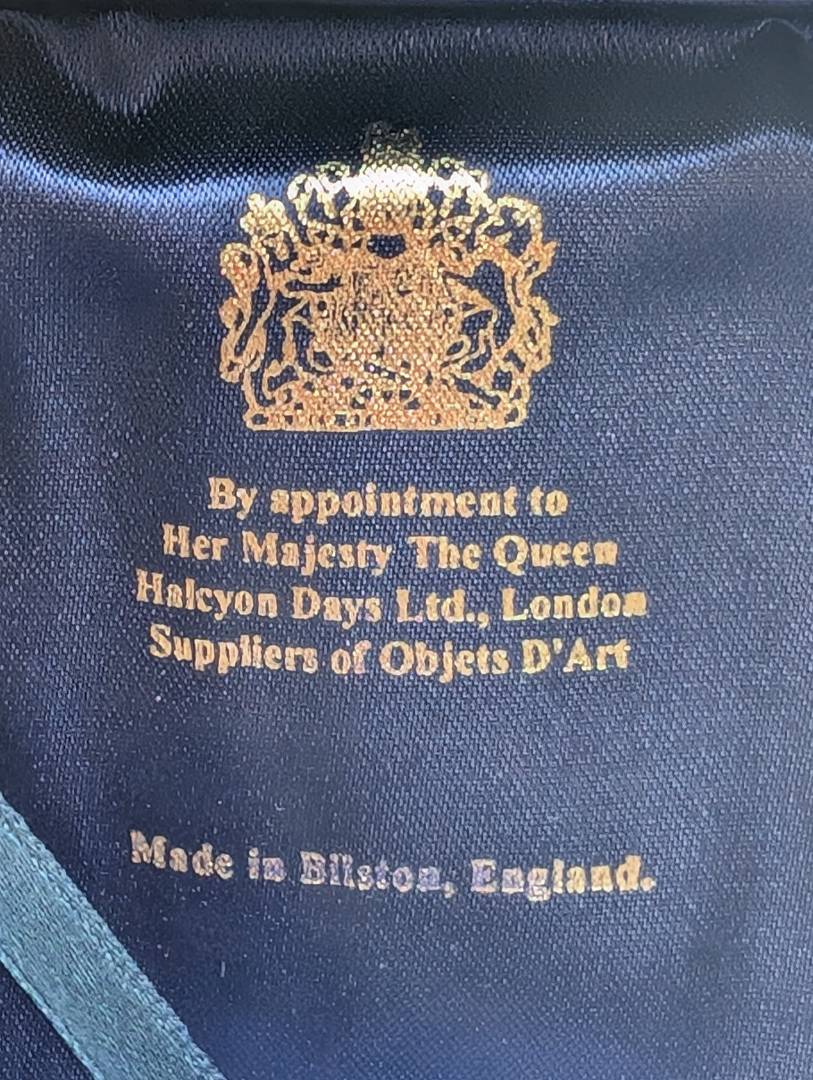 By appointment to
Her Majesty The Queen
Halcyon Days Ltd., London
Suppliers of Objets D'Art
Made in Bilston, England.